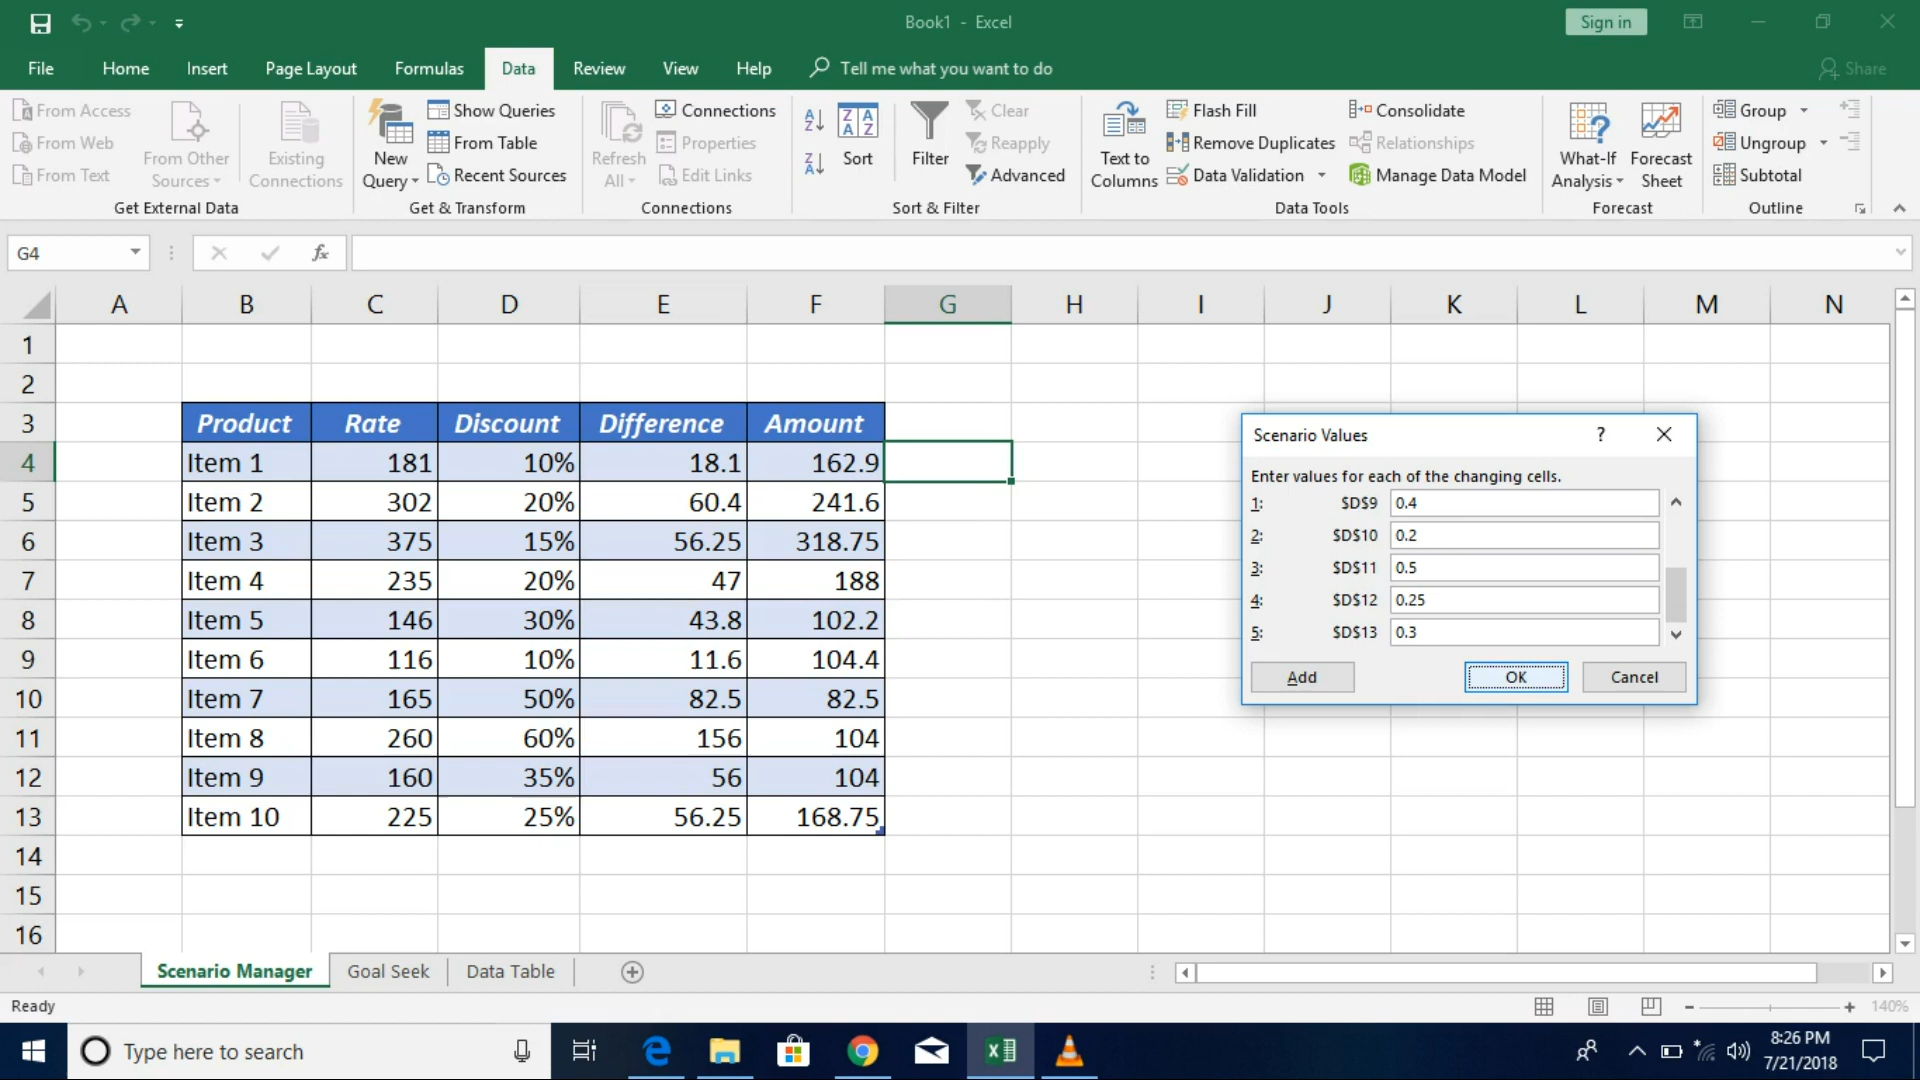 Book1 - Excel
Sign in
File Home Insert Page Layout Formulas Data Review View Help Tell me what you want to do Share
From Access
From Web
From Text
From Other Sources
Existing Connections
Get External Data
New Query
Show Queries
From Table
Recent Sources
Get & Transform
Refresh All
Connections
Properties
Edit Links
Connections
A Z
Z A
Z A A Z
Sort
Filter
Clear
Reapply
Advanced
Sort & Filter
Text to Columns
Flash Fill
Remove Duplicates
Data Validation
Consolidate
Relationships
Manage Data Model
Data Tools
What-If Analysis
Forecast Sheet
Forecast
Group
Ungroup
Subtotal
Outline
G4
fx
A B C D E F G H I J K L M N
1
2
3 Product Rate Discount Difference Amount
4 Item 1 181 10% 18.1 162.9
5 Item 2 302 20% 60.4 241.6
6 Item 3 375 15% 56.25 318.75
7 Item 4 235 20% 47 188
8 Item 5 146 30% 43.8 102.2
9 Item 6 116 10% 11.6 104.4
10 Item 7 165 50% 82.5 82.5
11 Item 8 260 60% 156 104
12 Item 9 160 35% 56 104
13 Item 10 225 25% 56.25 168.75
14
15
16
Scenario Values ?
Enter values for each of the changing cells.
1: $D$9 0.4
2: $D$10 0.2
3: $D$11 0.5
4: $D$12 0.25
5: $D$13 0.3
Add OK Cancel
Scenario Manager Goal Seek Data Table
Ready
140%
Type here to search
8:26 PM
7/21/2018